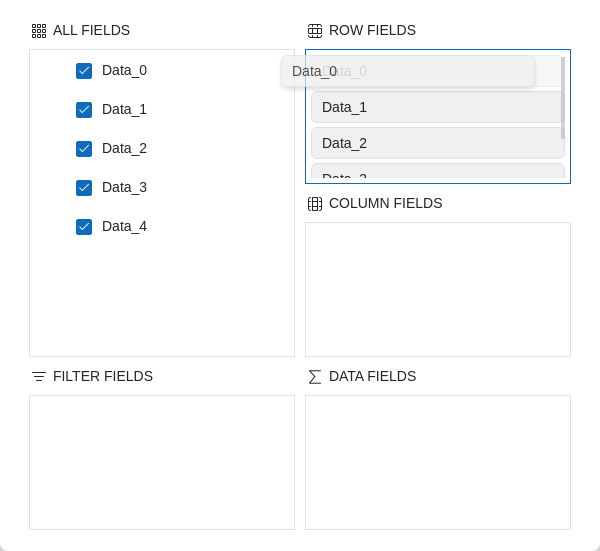 ALL FIELDS
Data_0
Data_1
Data_2
Data_3
Data_4
ROW FIELDS
Data_0
Data_0
Data_1
Data_2
Data_3
COLUMN FIELDS
FILTER FIELDS
DATA FIELDS